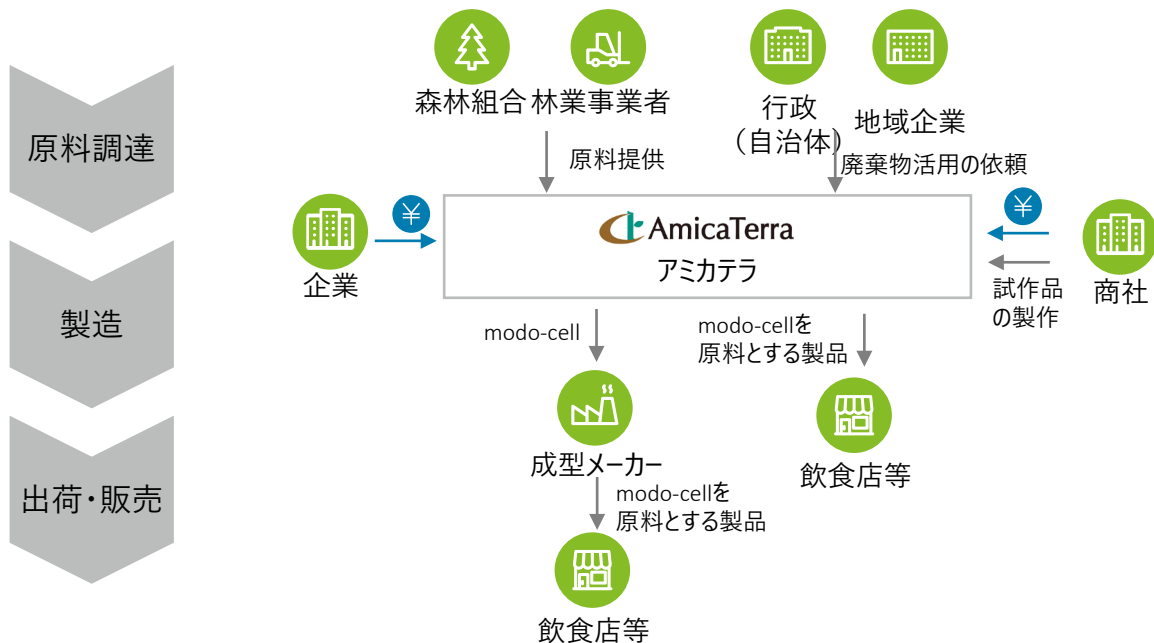 森林組合
林業事業者
行政
(自治体)
地域企業
原料調達
原料提供
廃棄物活用の依頼
¥
企業
AmicaTerra
アミカテラ
¥
試作品
の製作
商社
製造
modo-cell
modo-cellを
原料とする製品
成型メーカー
飲食店等
出荷・販売
modo-cellを
原料とする製品
飲食店等